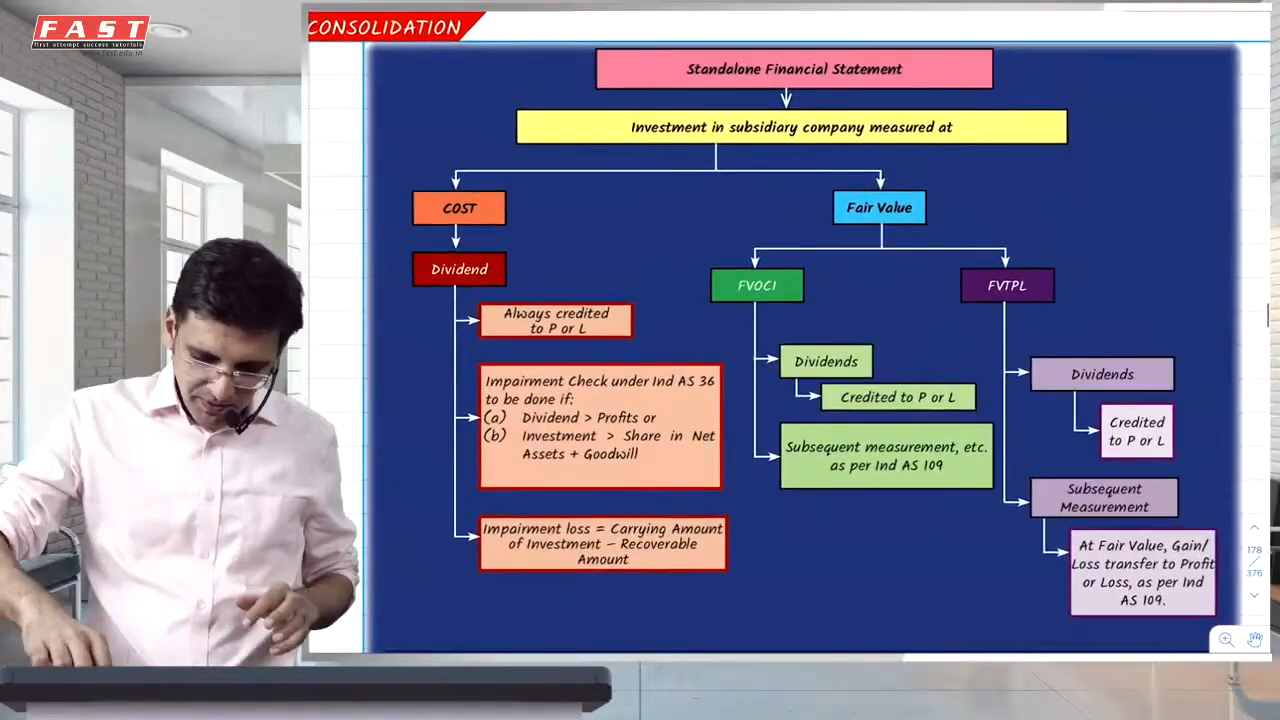 FAST
first attempt success tutorials
www.fast.edu.in
CONSOLIDATION
Standalone Financial Statement
Investment in subsidiary company measured at
COST
Fair Value
Dividend
FVOCI
FVTPL
Always credited
to P or L
Impairment Check under Ind AS 36
to be done if:
(a) Dividend > Profits or
(b) Investment > Share in Net
Assets + Goodwill
Impairment loss = Carrying Amount
of Investment – Recoverable
Amount
Dividends
Credited to P or L
Subsequent measurement, etc.
as per Ind AS 109
Dividends
Credited
to P or L
Subsequent
Measurement
At Fair Value, Gain/
Loss transfer to Profit
or Loss, as per Ind
AS 109.
178
376